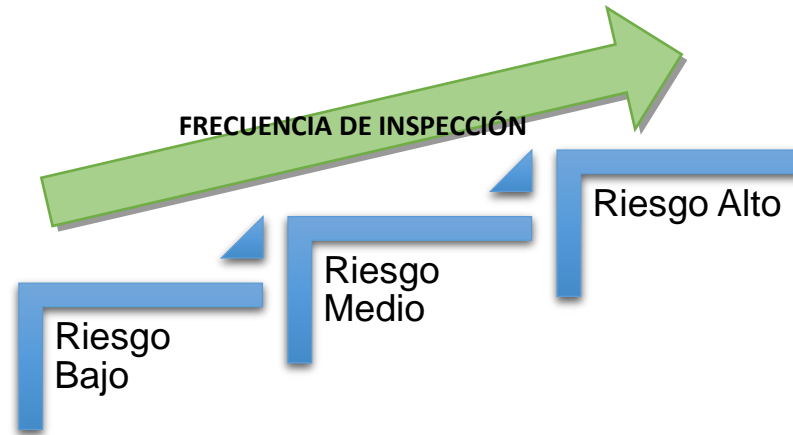 FRECUENCIA DE INSPECCIÓN
Riesgo Alto
Riesgo
Medio
Riesgo
Bajo